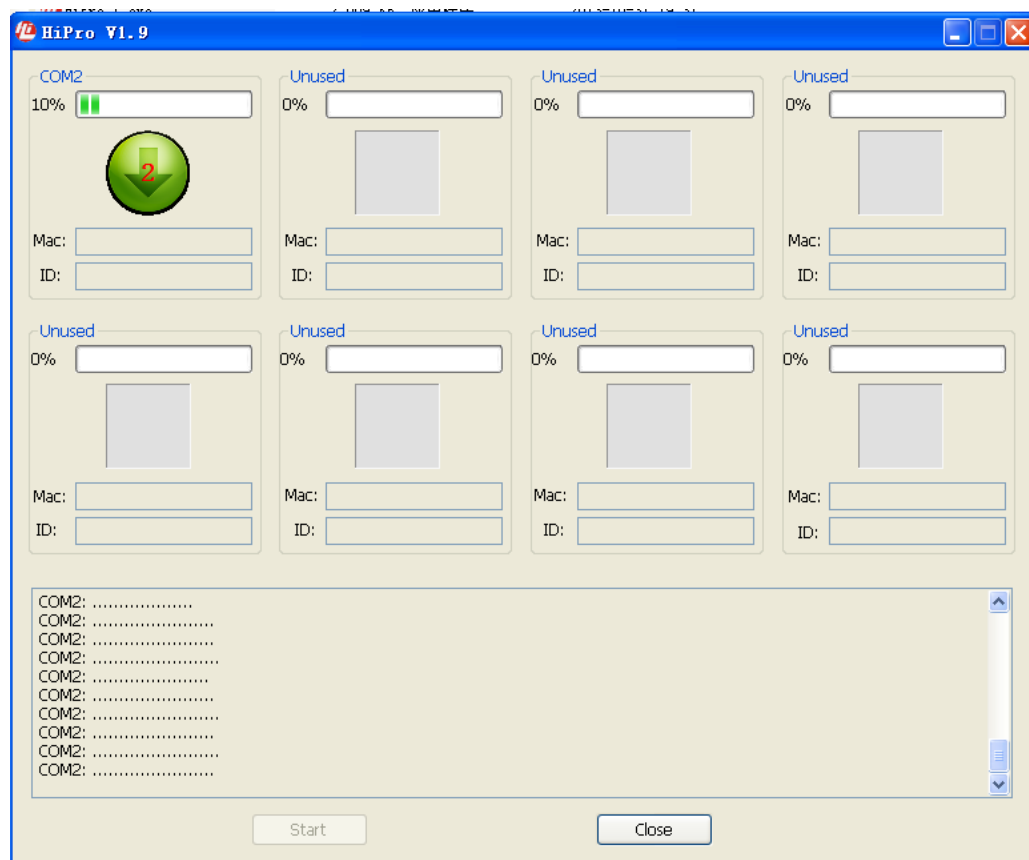 HiPro V1.9
COM2 Unused Unused Unused
10% 0% 0% 0%
2
Mac: Mac: Mac: Mac:
ID: ID: ID: ID:
Unused Unused Unused Unused
0% 0% 0% 0%
Mac: Mac: Mac: Mac:
ID: ID: ID: ID:
COM2: ...................
COM2: .......................
COM2: .......................
COM2: ........................
COM2: ......................
COM2: .......................
COM2: ........................
COM2: .......................
COM2: ........................
COM2: .......................
Start Close